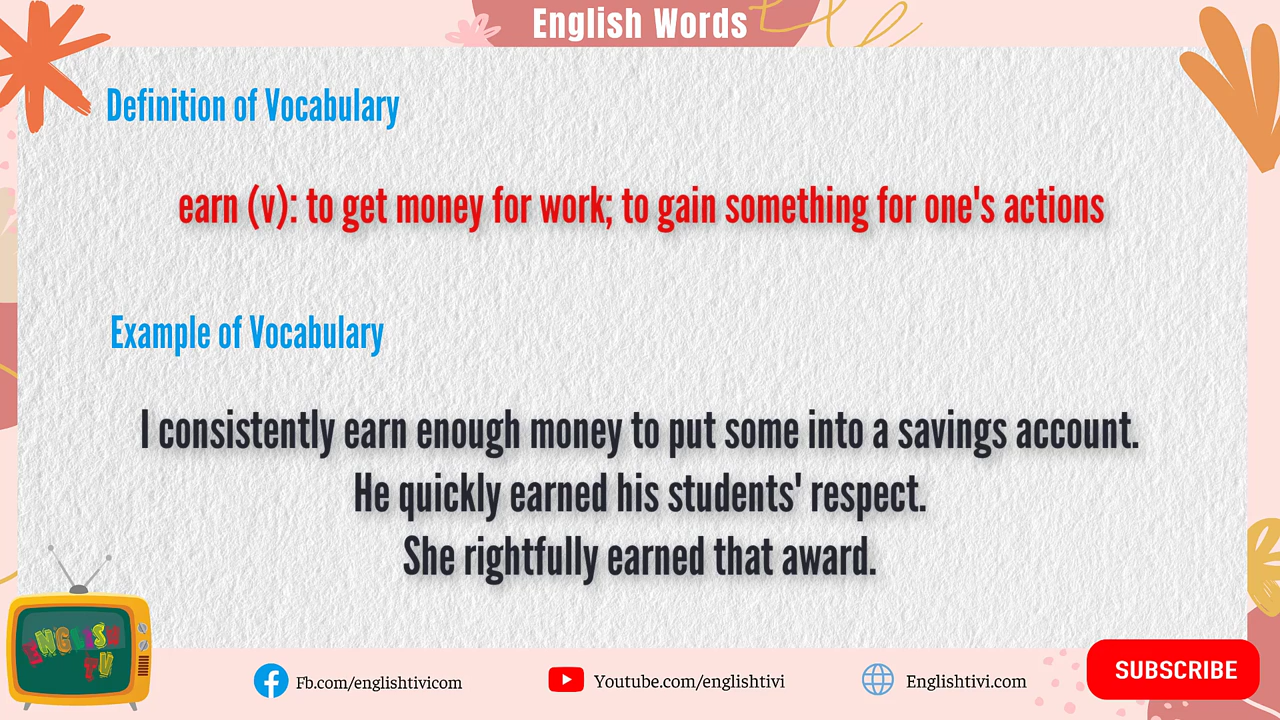 English Words
Definition of Vocabulary
earn (v): to get money for work; to gain something for one's actions
Example of Vocabulary
I consistently earn enough money to put some into a savings account.
He quickly earned his students' respect.
She rightfully earned that award.
ENGLISH
TV
Fb.com/englishtivicom
Youtube.com/englishtivi
Englishtivi.com
SUBSCRIBE